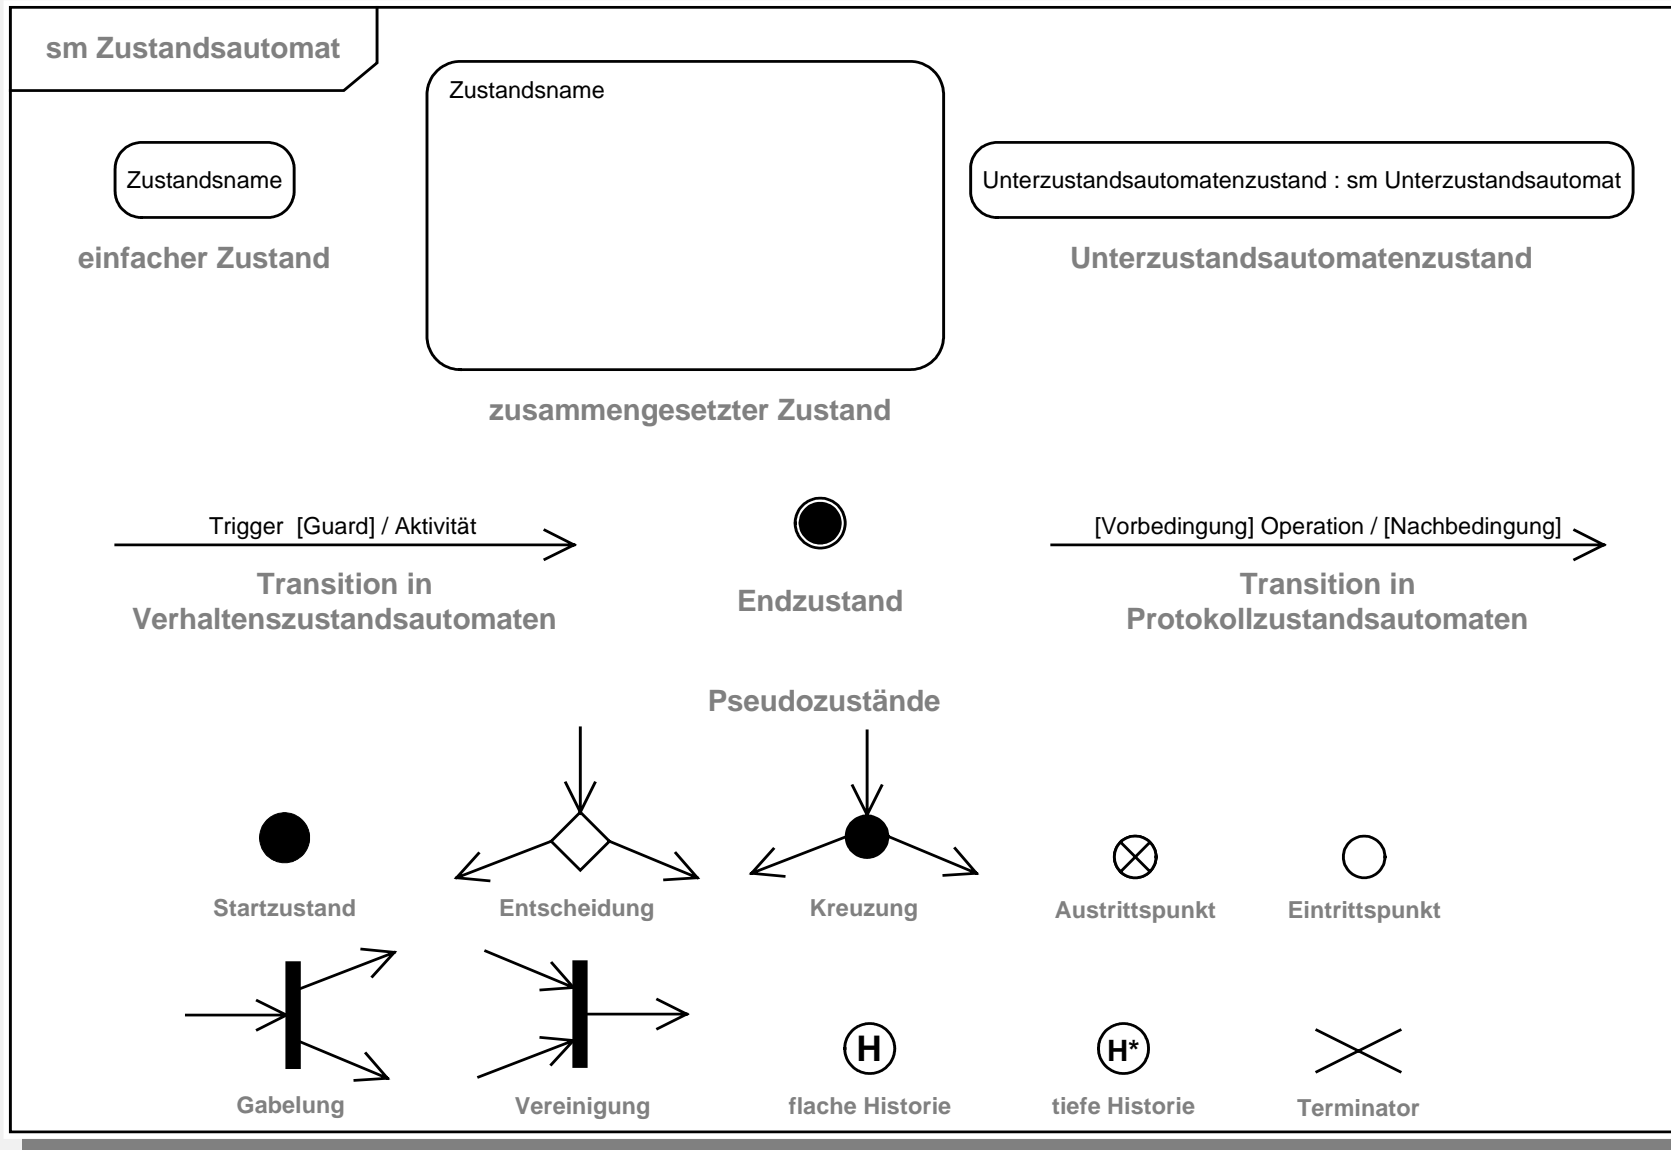 sm Zustandsautomat
Zustandsname
Zustandsname
Unterzustandsautomatenzustand : sm Unterzustandsautomat
einfacher Zustand
Unterzustandsautomatenzustand
zusammengesetzter Zustand
Trigger [Guard] / Aktivität
[Vorbedingung] Operation / [Nachbedingung]
Transition in
Verhaltenszustandsautomaten
Endzustand
Transition in
Protokollzustandsautomaten
Pseudozustände
Startzustand
Entscheidung
Kreuzung
Austrittspunkt
Eintrittspunkt
H
H*
Gabelung
Vereinigung
flache Historie
tiefe Historie
Terminator